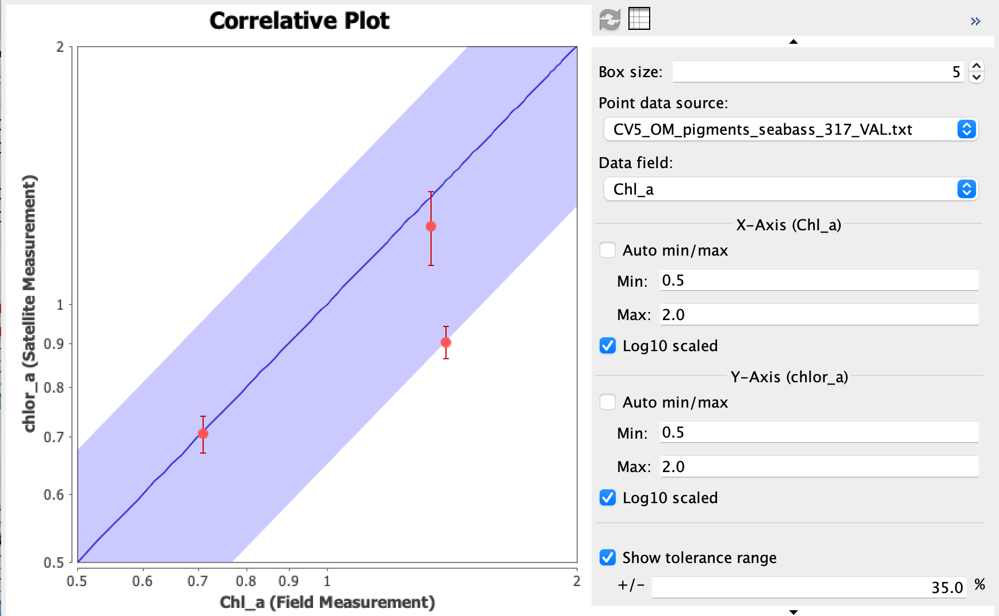 Correlative Plot
2
1
0.9
0.8
0.7
0.6
0.5
chlor_a (Satellite Measurement)
0.5 0.6 0.7 0.8 0.9 1 2
Chl_a (Field Measurement)
»
Box size: 5
Point data source:
CV5_OM_pigments_seabass_317_VAL.txt
Data field:
Chl_a
X-Axis (Chl_a)
Auto min/max
Min: 0.5
Max: 2.0
Log10 scaled
Y-Axis (chlor_a)
Auto min/max
Min: 0.5
Max: 2.0
Log10 scaled
Show tolerance range
+/- 35.0 %